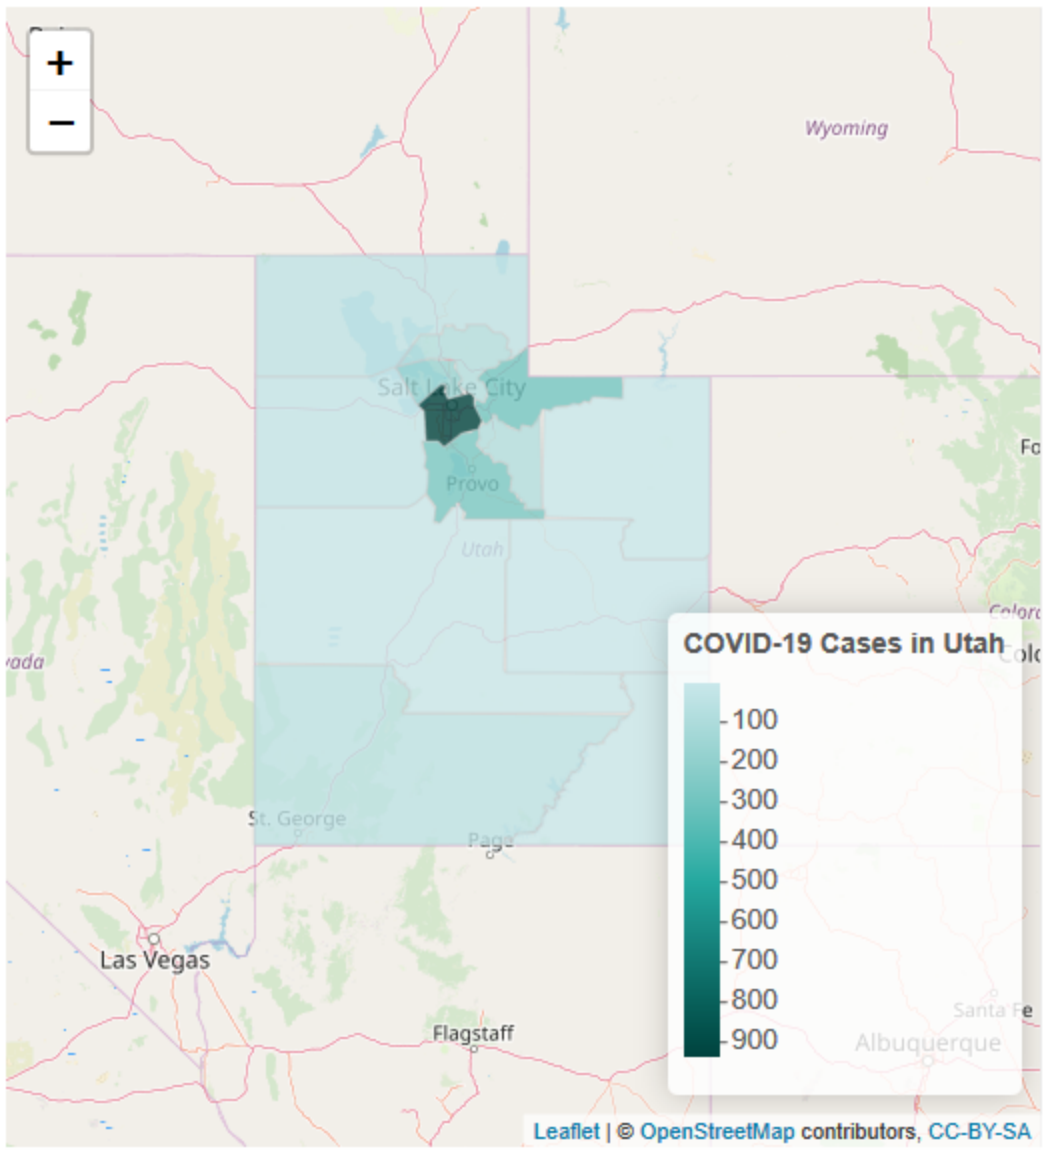 +
−
Wyoming
Salt Lake City
Provo
Utah
Fo
Colora
Colo
vada
COVID-19 Cases in Utah
100
200
300
400
500
600
700
800
900
St. George
Page
Las Vegas
Flagstaff
Santa Fe
Albuquerque
Leaflet | © OpenStreetMap contributors, CC-BY-SA